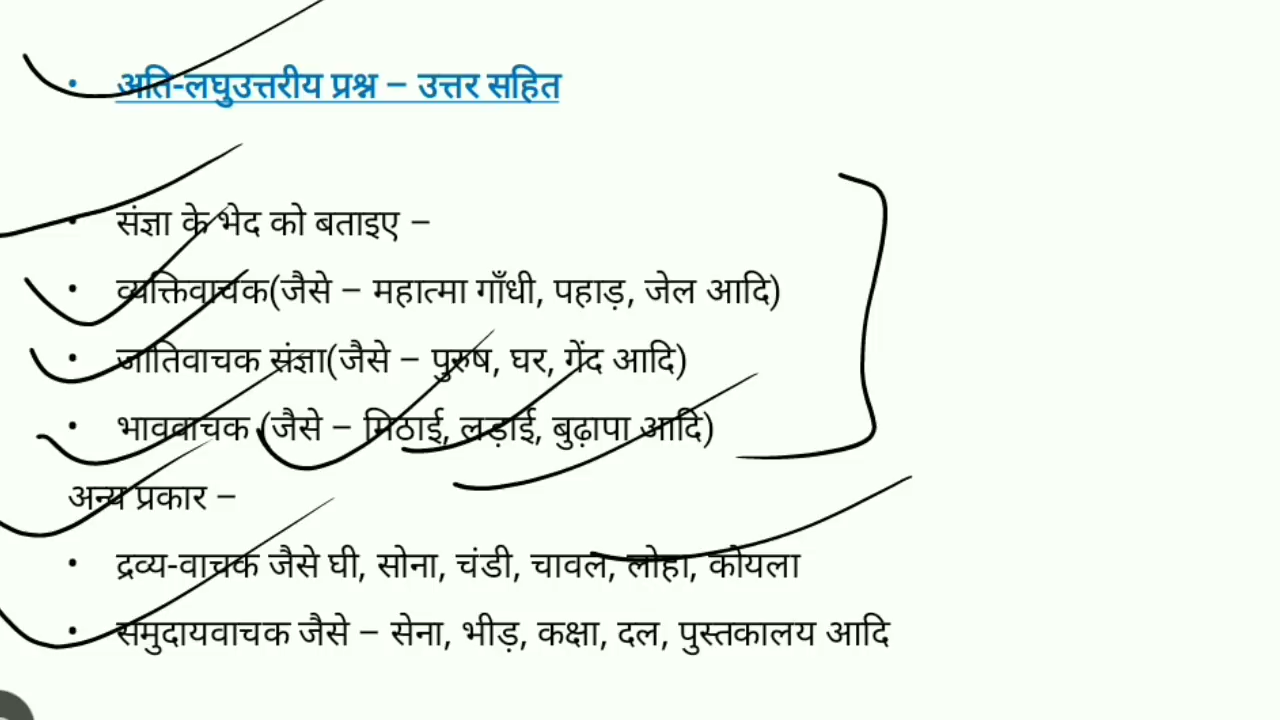 • अति-लघुउत्तरीय प्रश्न – उत्तर सहित
• संज्ञा के भेद को बताइए –
• व्यक्तिवाचक(जैसे – महात्मा गाँधी, पहाड़, जेल आदि)
• जातिवाचक संज्ञा(जैसे – पुरुष, घर, गेंद आदि)
• भाववाचक (जैसे – मिठाई, लड़ाई, बुढ़ापा आदि)
अन्य प्रकार –
• द्रव्य-वाचक जैसे घी, सोना, चंडी, चावल, लोहा, कोयला
• समुदायवाचक जैसे – सेना, भीड़, कक्षा, दल, पुस्तकालय आदि